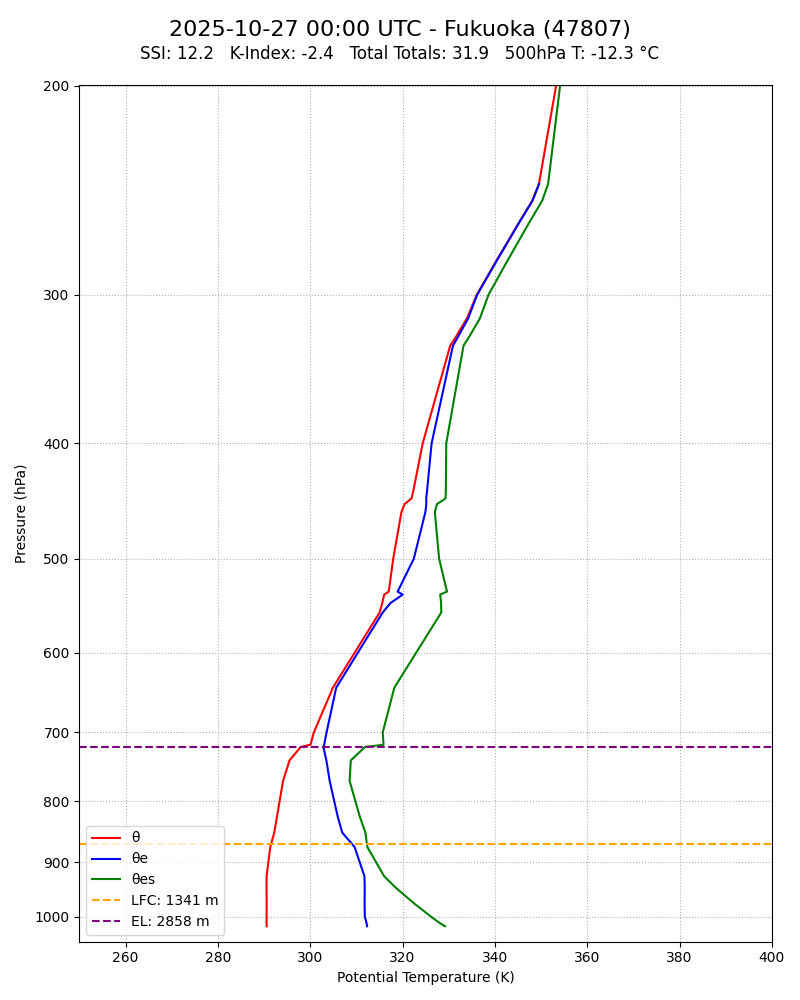 2025-10-27 00:00 UTC - Fukuoka (47807)
SSI: 12.2   K-Index: -2.4   Total Totals: 31.9   500hPa T: -12.3 °C
200
300
400
500
600
700
800
900
1000
Pressure (hPa)
θ
θe
θes
LFC: 1341 m
EL: 2858 m
260
280
300
320
340
360
380
400
Potential Temperature (K)